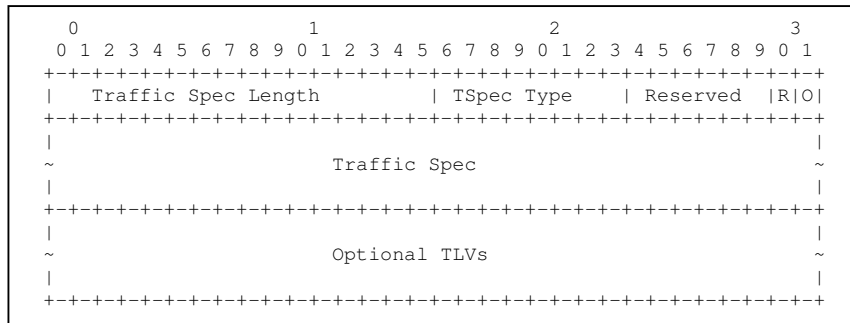 0                   1                   2                   3
0 1 2 3 4 5 6 7 8 9 0 1 2 3 4 5 6 7 8 9 0 1 2 3 4 5 6 7 8 9 0 1
+-+-+-+-+-+-+-+-+-+-+-+-+-+-+-+-+-+-+-+-+-+-+-+-+-+-+-+-+-+-+-+-+
|   Traffic Spec Length         | TSpec Type    | Reserved  |R|O|
+-+-+-+-+-+-+-+-+-+-+-+-+-+-+-+-+-+-+-+-+-+-+-+-+-+-+-+-+-+-+-+-+
|                                                               |
~                       Traffic Spec                            ~
|                                                               |
+-+-+-+-+-+-+-+-+-+-+-+-+-+-+-+-+-+-+-+-+-+-+-+-+-+-+-+-+-+-+-+-+
|                                                               |
~                       Optional TLVs                           ~
|                                                               |
+-+-+-+-+-+-+-+-+-+-+-+-+-+-+-+-+-+-+-+-+-+-+-+-+-+-+-+-+-+-+-+-+